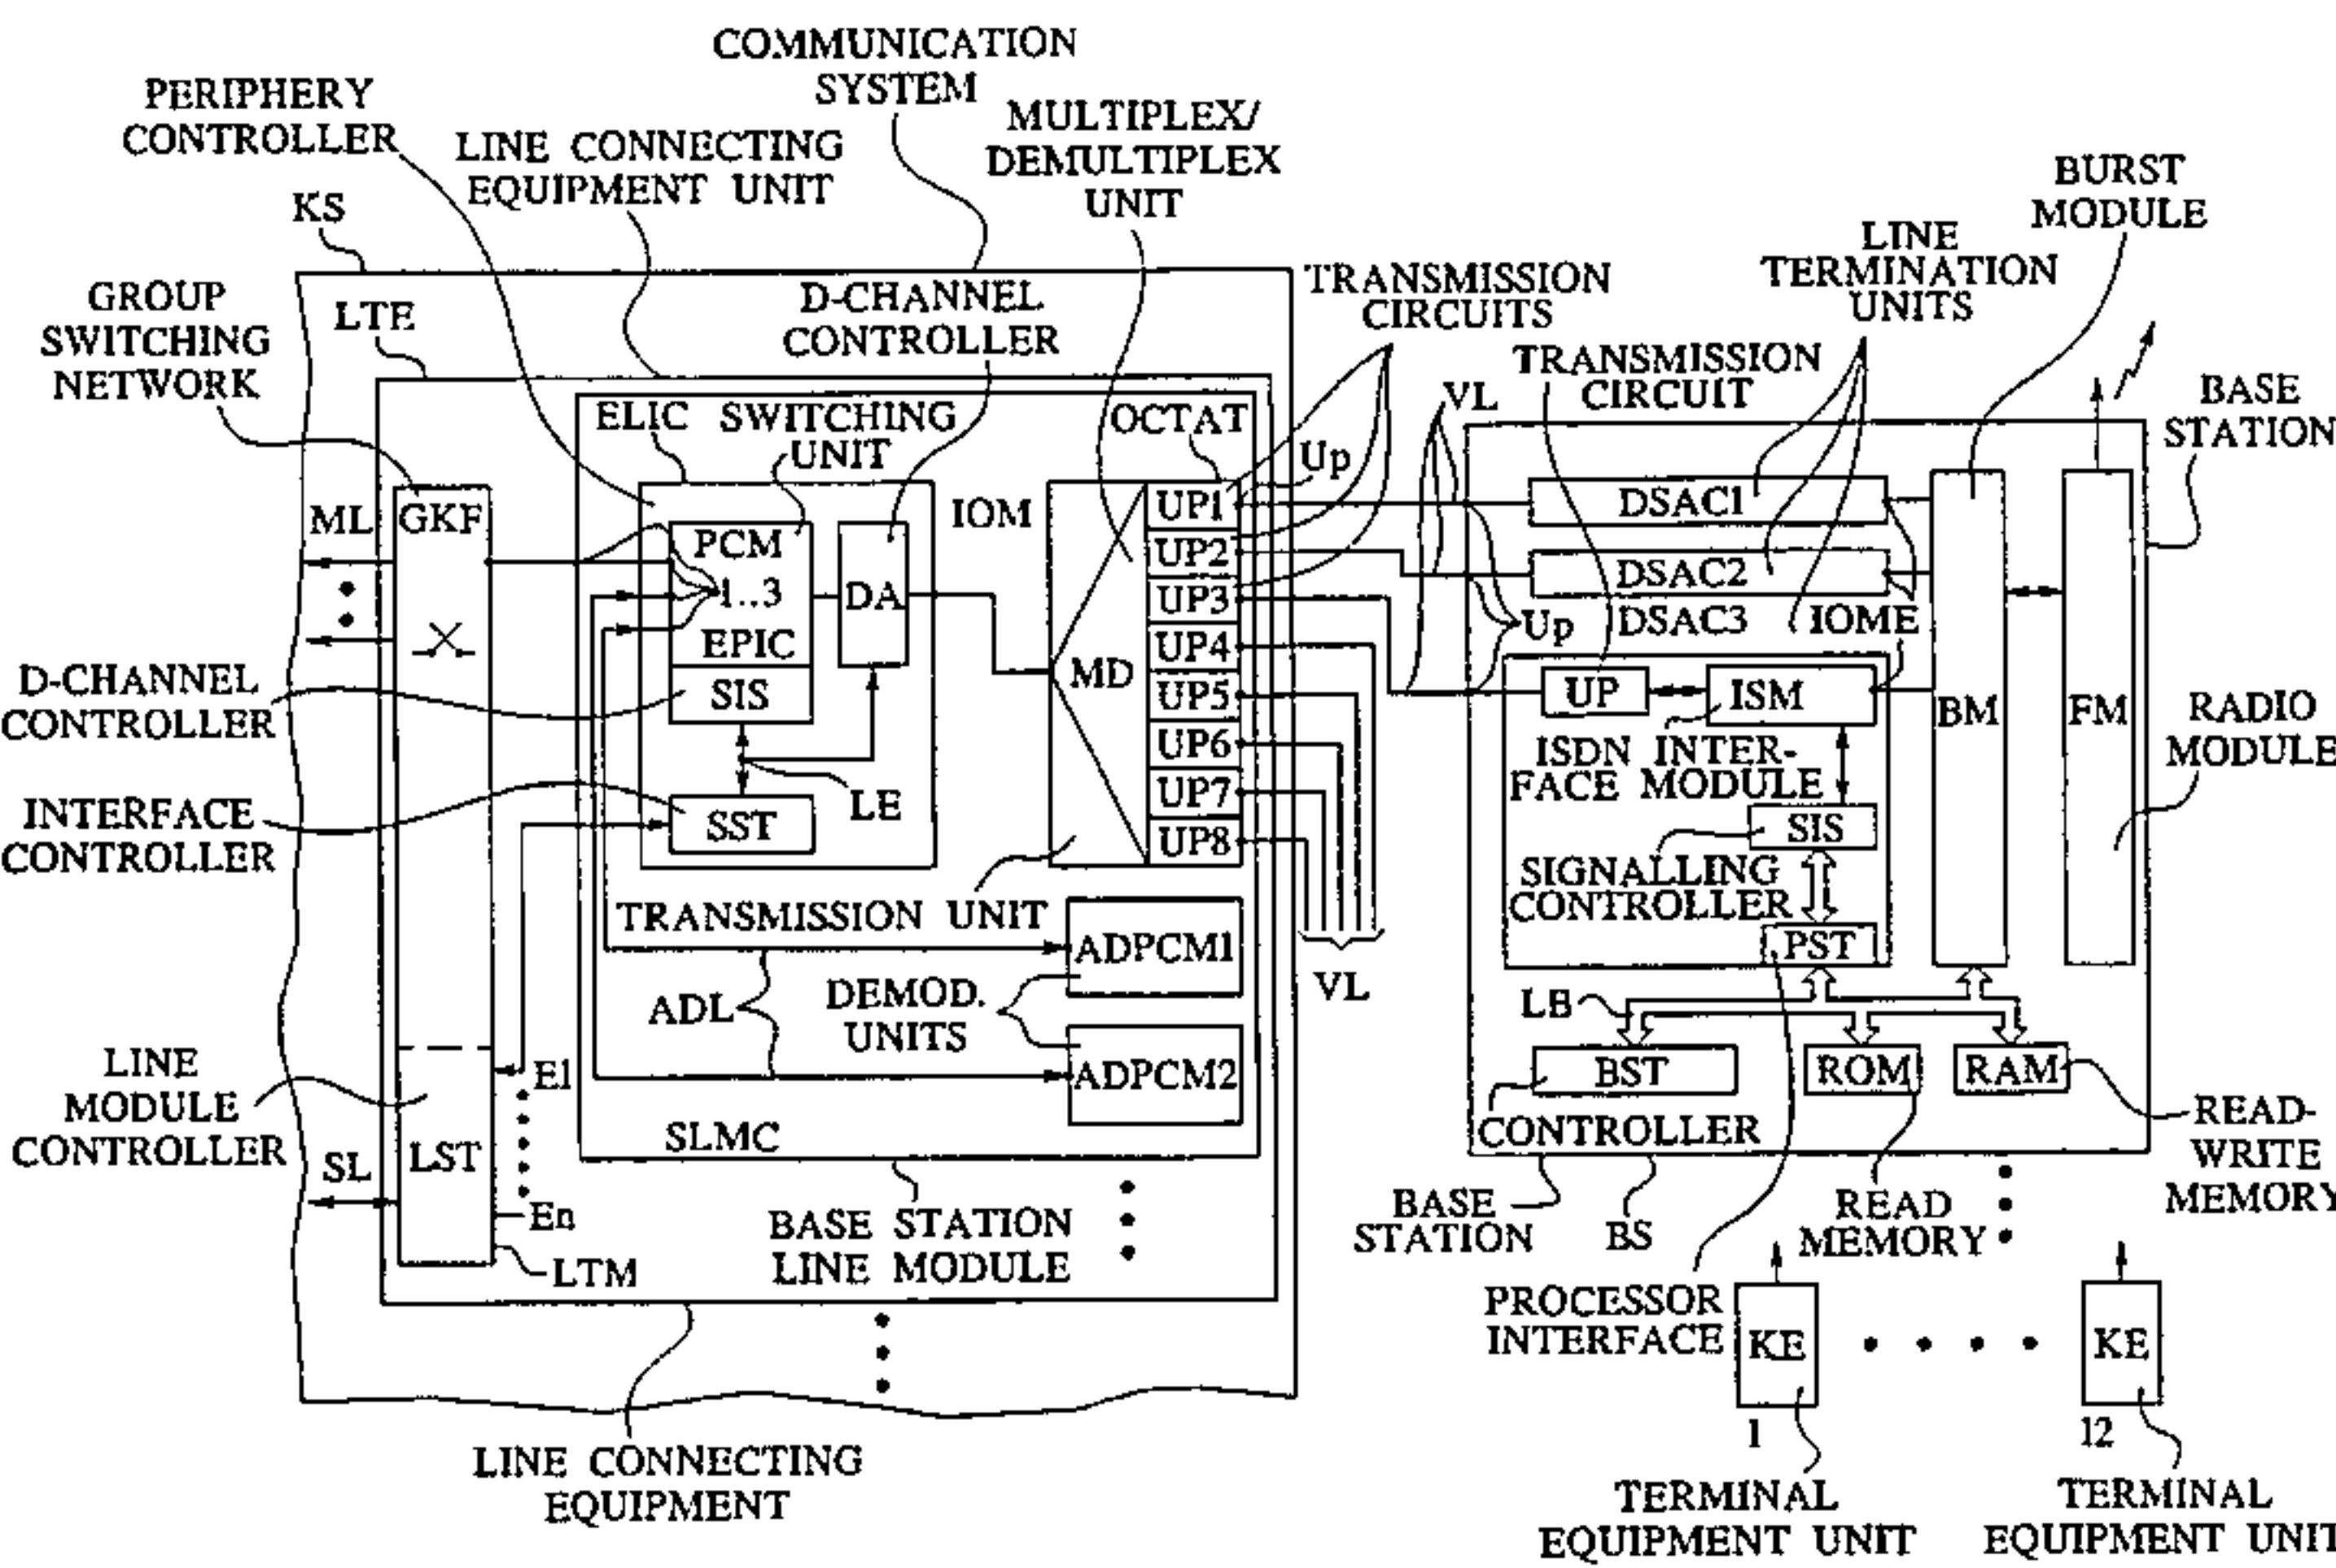 COMMUNICATION
SYSTEM
PERIPHERY
CONTROLLER
LINE CONNECTING
EQUIPMENT UNIT
MULTIPLEX/
DEMULTIPLEX
UNIT
BURST
MODULE
KS
GROUP
SWITCHING
NETWORK
LTE
D-CHANNEL
CONTROLLER
TRANSMISSION
CIRCUITS
LINE
TERMINATION
UNITS
TRANSMISSION
CIRCUIT
VL
BASE
STATION
ELIC
SWITCHING
UNIT
OCTAT
Up
ML
GKF
PCM
1..3
EPIC
SIS
DA
IOM
MD
UP1
UP2
UP3
UP4
UP5
UP6
UP7
UP8
DSAC1
DSAC2
DSAC3
IOME
Up
UP
ISM
BM
FM
RADIO
MODULE
D-CHANNEL
CONTROLLER
ISDN INTER-
FACE MODULE
INTERFACE
CONTROLLER
SST
LE
SIS
SIGNALLING
CONTROLLER
PST
TRANSMISSION UNIT
ADPCM1
ADL
DEMOD.
UNITS
ADPCM2
VL
LB
BST
ROM
RAM
LINE
MODULE
CONTROLLER
E1
LST
SL
En
LTM
SLMC
CONTROLLER
READ-
WRITE
MEMORY
BASE STATION
LINE MODULE
BASE
STATION
BS
READ
MEMORY
PROCESSOR
INTERFACE
KE
KE
1
12
LINE CONNECTING
EQUIPMENT
TERMINAL
EQUIPMENT UNIT
TERMINAL
EQUIPMENT UNIT